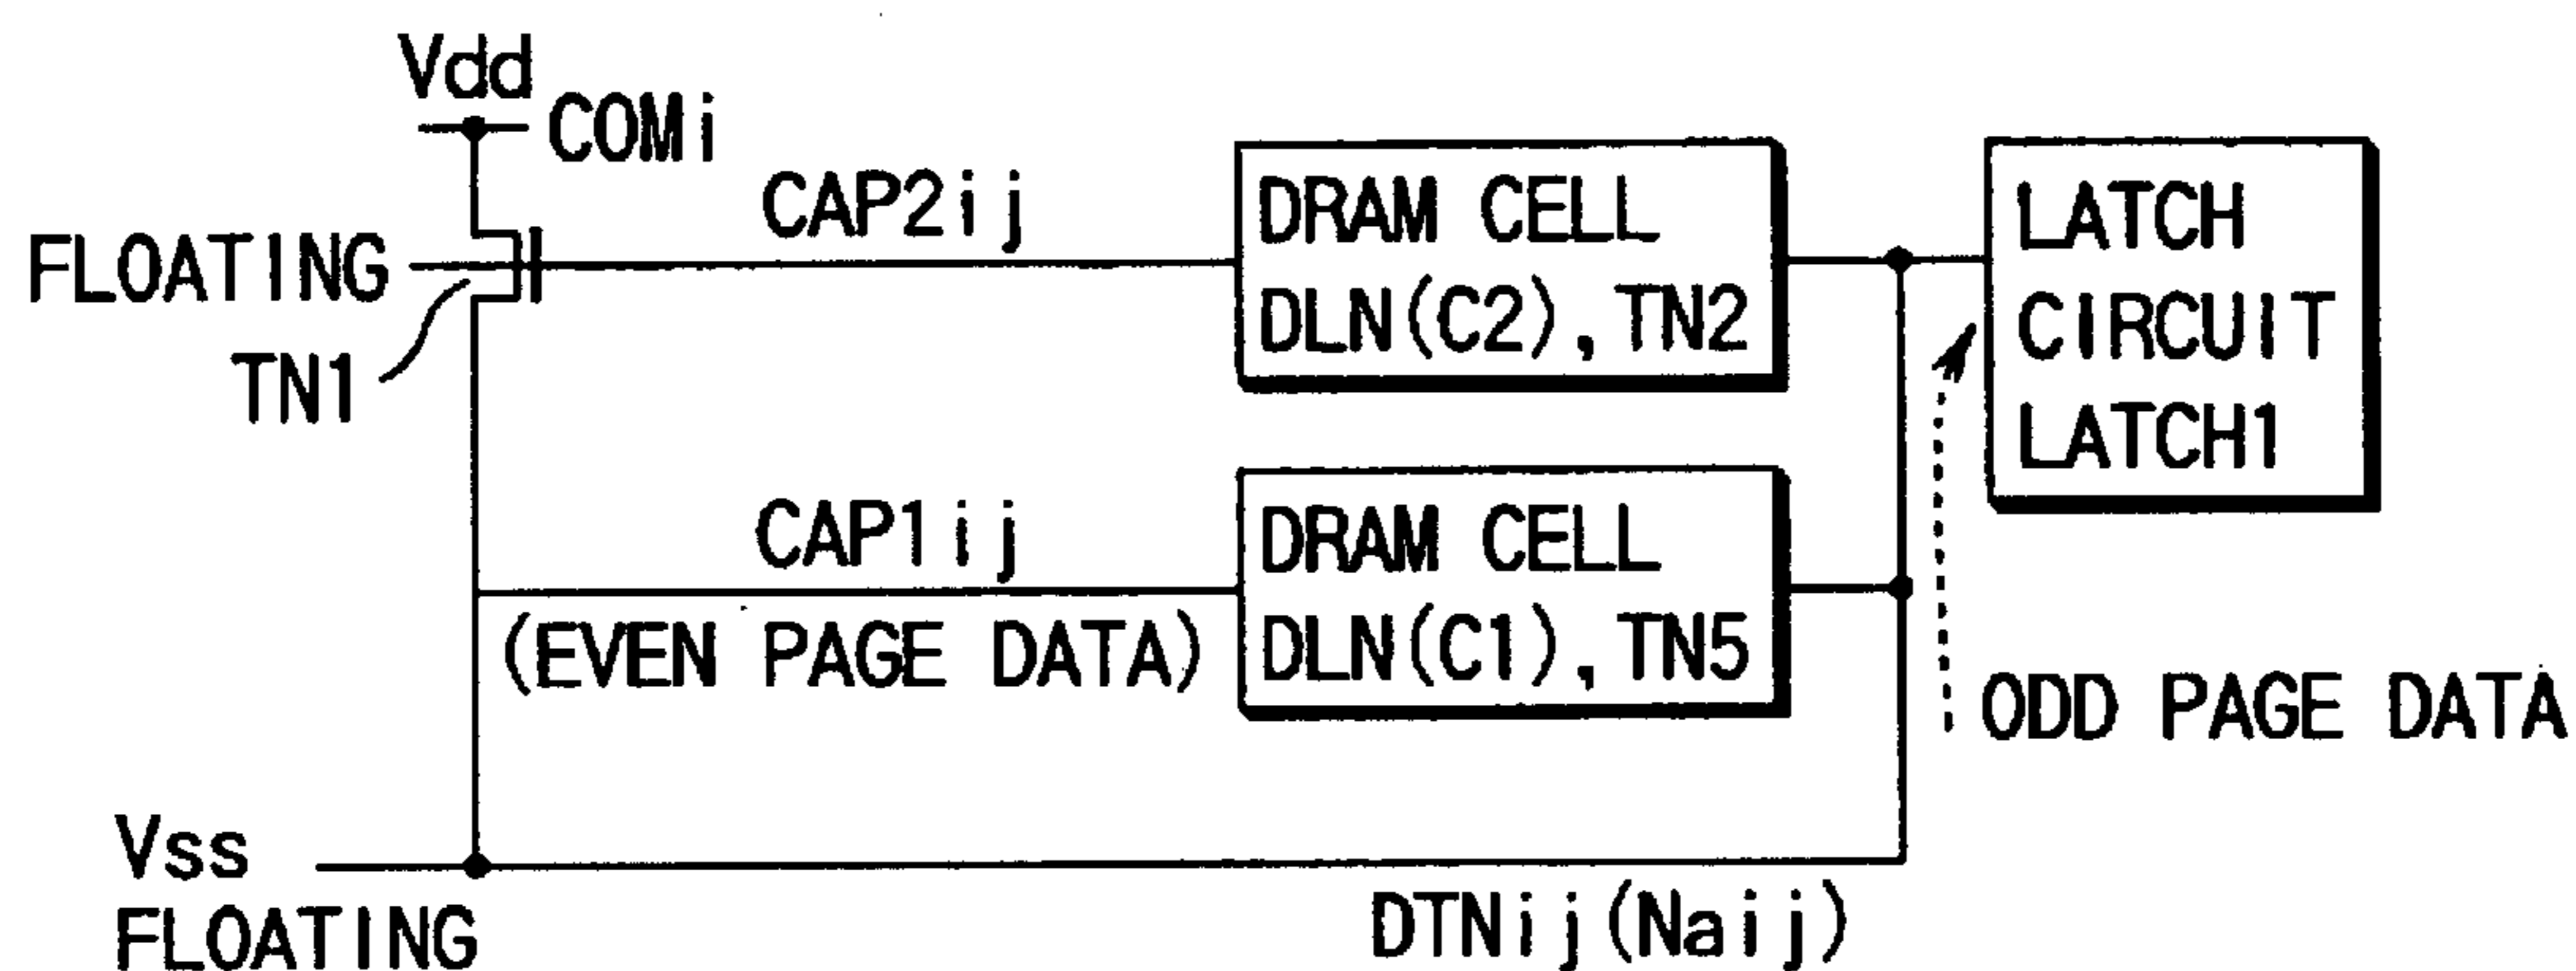 Vdd
COMi
CAP2ij
FLOATING
TN1
DRAM CELL
DLN(C2),TN2
LATCH
CIRCUIT
LATCH1
CAP1ij
(EVEN PAGE DATA)
DRAM CELL
DLN(C1),TN5
ODD PAGE DATA
Vss
FLOATING
DTNij(Naij)